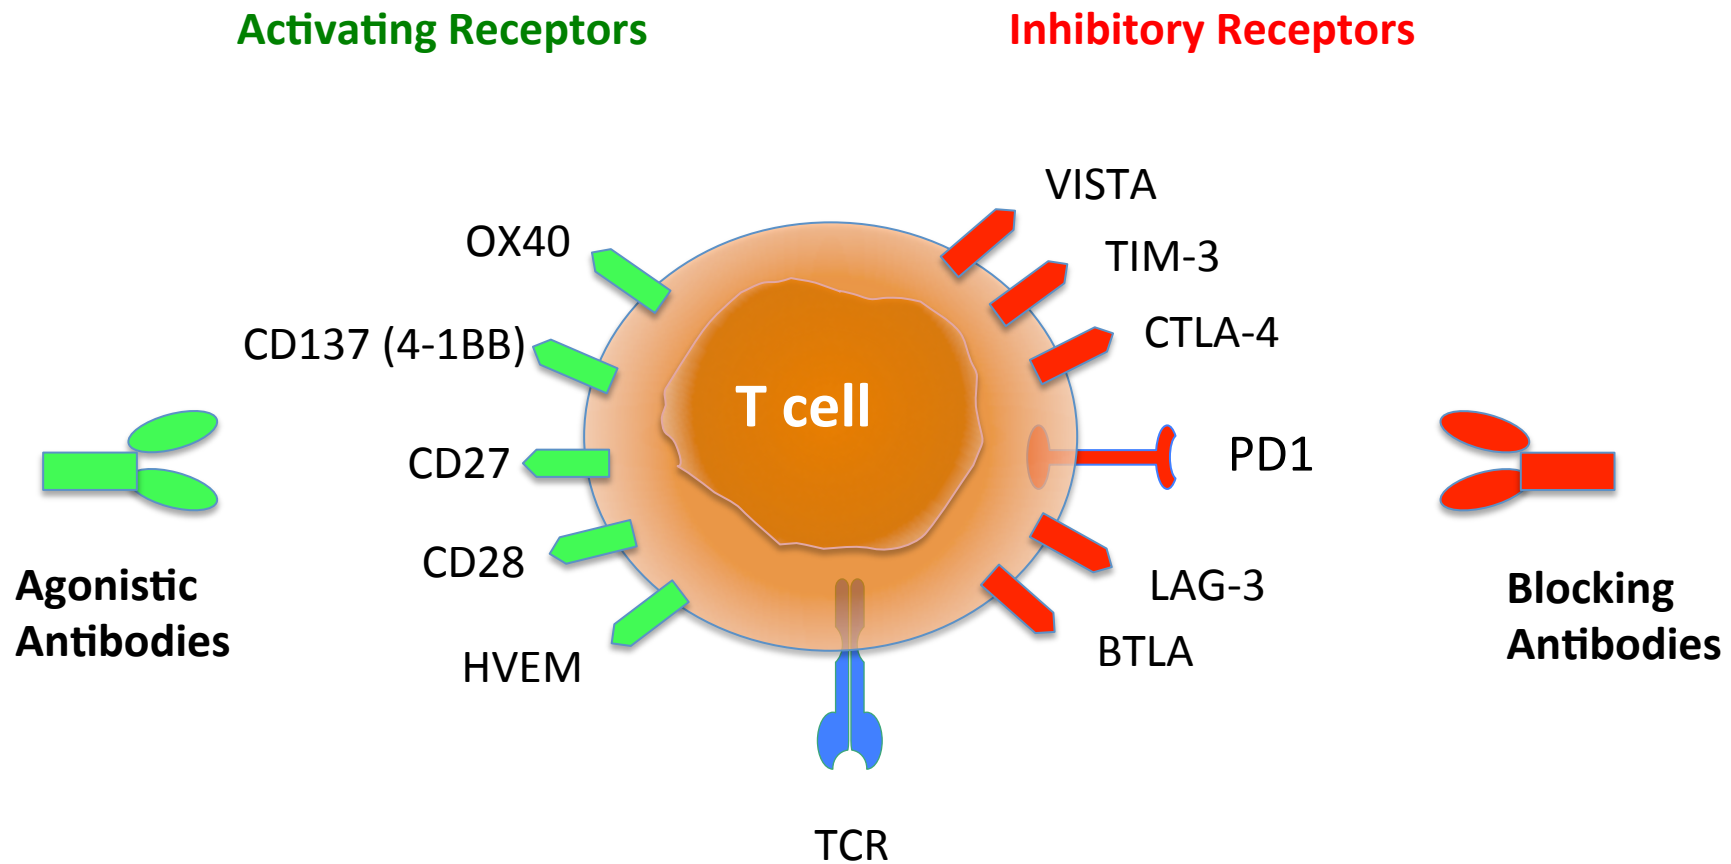 Activating Receptors
Inhibitory Receptors
VISTA
OX40
TIM-3
CTLA-4
CD137 (4-1BB)
T cell
CD27
PD1
CD28
LAG-3
HVEM
BTLA
Agonistic
Antibodies
Blocking
Antibodies
TCR